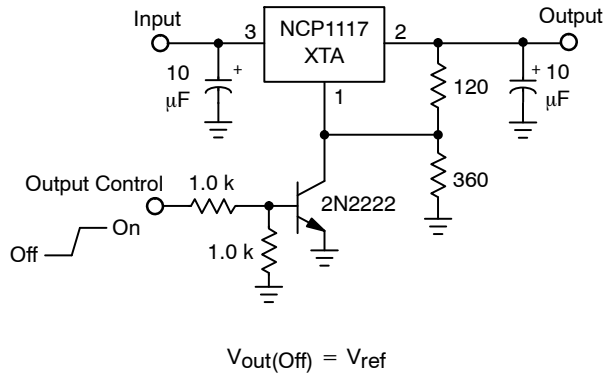 Input
Output
3
NCP1117
XTA
2
10
μF
+
1
120
+
10
μF
360
Output Control
1.0 k
2N2222
On
Off
1.0 k
Vout(Off) = Vref